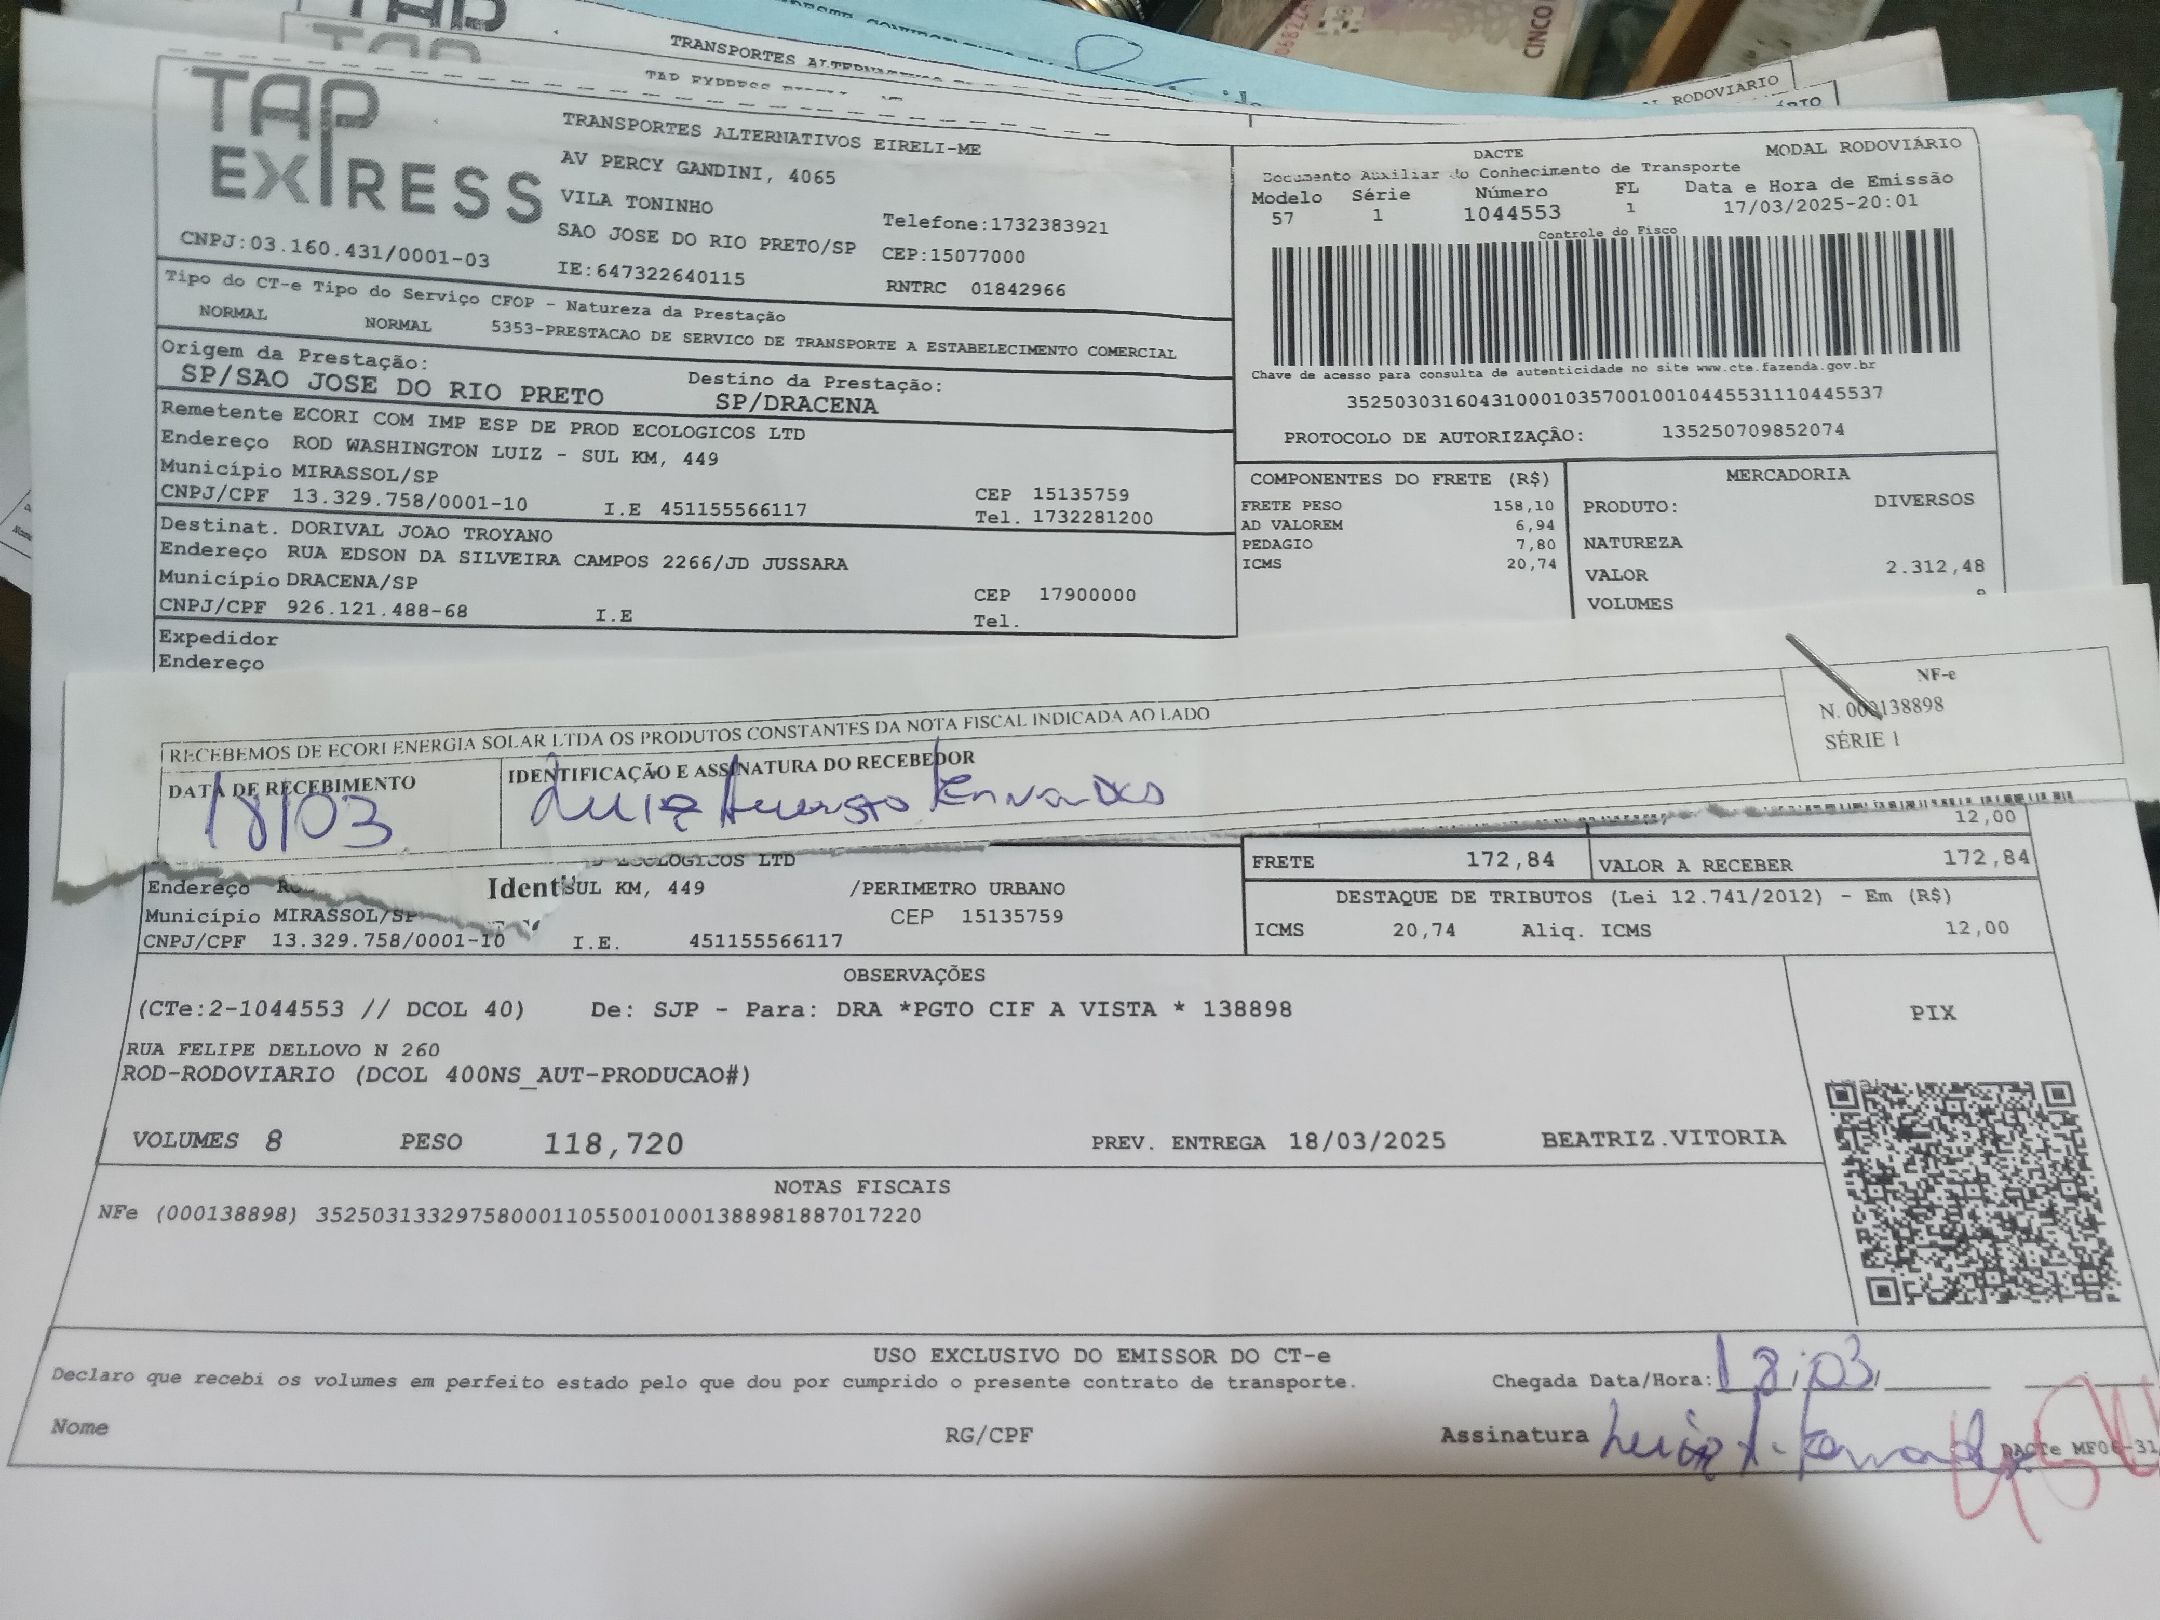 TRANSPORTES
TAP EXPRESS
CINCO
RODOVIARIO
TAP EXPRESS
TRANSPORTES ALTERNATIVOS EIRELI-ME
AV PERCY GANDINI, 4065
VILA TONINHO
SAO JOSE DO RIO PRETO/SP
IE:647322640115
Telefone:1732383921
CEP:15077000
RNTRC 01842966
CNPJ:03.160.431/0001-03
DACTE MODAL RODOVIÁRIO
Documento Auxiliar do Conhecimento de Transporte
Modelo Série Número FL Data e Hora de Emissão
57 1 1044553 1 17/03/2025-20:01
Controle do Fisco
Chave de acesso para consulta de autenticidade no site www.cte.fazenda.gov.br
35250303160431000103570010010445531110445537
PROTOCOLO DE AUTORIZAÇÃO: 135250709852074
Tipo do CT-e Tipo do Serviço CFOP - Natureza da Prestação
NORMAL NORMAL 5353-PRESTACAO DE SERVICO DE TRANSPORTE A ESTABELECIMENTO COMERCIAL
Origem da Prestação: Destino da Prestação:
SP/SAO JOSE DO RIO PRETO SP/DRACENA
Remetente ECORI COM IMP ESP DE PROD ECOLOGICOS LTD
Endereço ROD WASHINGTON LUIZ - SUL KM, 449
Município MIRASSOL/SP CEP 15135759
CNPJ/CPF 13.329.758/0001-10 I.E 451155566117 Tel. 1732281200
Destinat. DORIVAL JOAO TROYANO
Endereço RUA EDSON DA SILVEIRA CAMPOS 2266/JD JUSSARA
Município DRACENA/SP CEP 17900000
CNPJ/CPF 926.121.488-68 I.E Tel.
Expedidor
Endereço
COMPONENTES DO FRETE (R$)
FRETE PESO 158,10
AD VALOREM 6,94
PEDAGIO 7,80
ICMS 20,74
MERCADORIA
PRODUTO: DIVERSOS
NATUREZA
VALOR 2.312,48
VOLUMES
RECEBEMOS DE ECORI ENERGIA SOLAR LTDA OS PRODUTOS CONSTANTES DA NOTA FISCAL INDICADA AO LADO
NF-e
N. 000138898
SÉRIE 1
DATA DE RECEBIMENTO IDENTIFICAÇÃO E ASSINATURA DO RECEBEDOR
18/03
12,00
ECOLOGICOS LTD
FRETE 172,84 VALOR A RECEBER 172,84
Endereço Ident SUL KM, 449 /PERIMETRO URBANO
Município MIRASSOL/SP CEP 15135759
CNPJ/CPF 13.329.758/0001-10 I.E. 451155566117
DESTAQUE DE TRIBUTOS (Lei 12.741/2012) - Em (R$)
ICMS 20,74 Aliq. ICMS 12,00
OBSERVAÇÕES
(CTe:2-1044553 // DCOL 40) De: SJP - Para: DRA *PGTO CIF A VISTA * 138898
RUA FELIPE DELLOVO N 260
ROD-RODOVIARIO (DCOL 400NS_AUT-PRODUCAO#)
PIX
VOLUMES 8 PESO 118,720 PREV. ENTREGA 18/03/2025 BEATRIZ.VITORIA
NOTAS FISCAIS
NFe (000138898) 35250313329758000110550010001388981887017220
USO EXCLUSIVO DO EMISSOR DO CT-e
Declaro que recebi os volumes em perfeito estado pelo que dou por cumprido o presente contrato de transporte. Chegada Data/Hora: 18/03/
Nome RG/CPF Assinatura